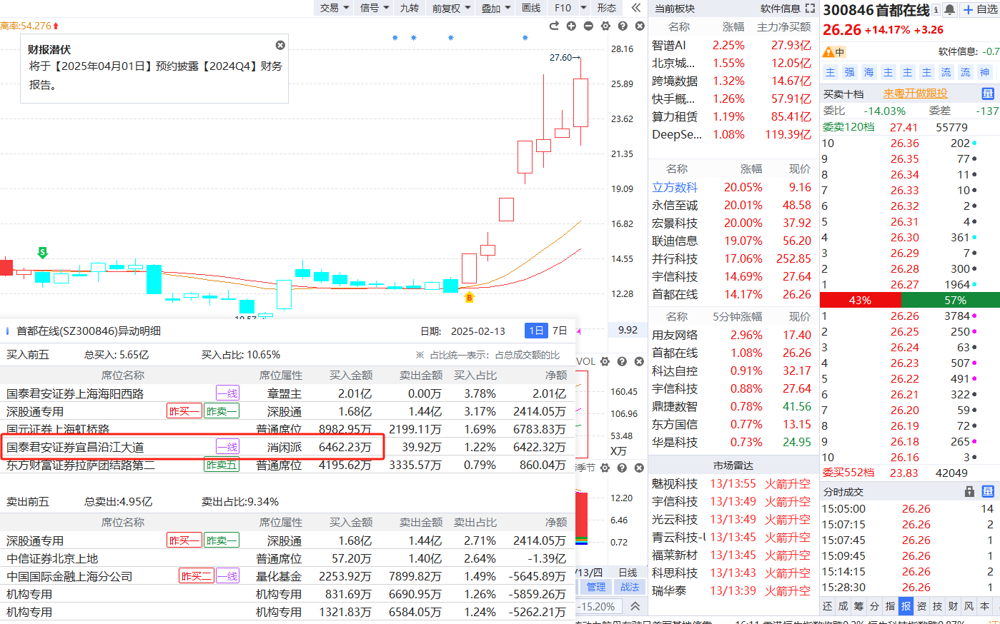 交易 信号 九转 前复权 叠加 画线 F10 形态
离率:54.276
财报潜伏
将于【2025年04月01日】预约披露【2024Q4】财务
报告。
27.60→
S
B
28.16
25.89
23.62
21.35
19.09
16.82
14.55
12.28
9.92
首都在线(SZ300846)异动明细 日期: 2025-02-13 1日 7日
买入前五 总买入: 5.65亿 买入占比: 10.65% ※ 占比统一表示：占总成交额的比
席位名称 席位属性 买入金额 卖出金额 买入占比 净额
国泰君安证券上海海阳西路 一线 章盟主 2.01亿 0.00万 3.78% 2.01亿
深股通专用 昨买一 昨卖一 深股通 1.68亿 1.44亿 3.17% 2414.05万
国元证券上海虹桥路 普通席位 8982.95万 2199.11万 1.69% 6783.83万
国泰君安证券宜昌沿江大道 一线 消闲派 6462.23万 39.92万 1.22% 6422.32万
东方财富证券拉萨团结路第二 昨卖五 普通席位 4195.62万 3335.57万 0.79% 860.04万
卖出前五 总卖出:4.95亿 卖出占比:9.34%
席位名称 席位属性 买入金额 卖出金额 卖出占比 净额
深股通专用 昨买一 昨卖一 深股通 1.68亿 1.44亿 2.71% 2414.05万
中信证券北京上地 普通席位 57.20万 1.40亿 2.64% -1.39亿
中国国际金融上海分公司 昨买二 一线 量化基金 2253.92万 7899.82万 1.49% -5645.89万
机构专用 机构专用 831.69万 6690.95万 1.26% -5859.26万
机构专用 机构专用 1321.83万 6584.05万 1.24% -5262.21万
VOL
160.45
106.96
53.48
X万
季节
12.20
6.46
0.72
/13/四 日线
管理 战法
-15.20%
当前板块 软件信息
名称 涨幅 主力净买额
智谱AI 2.25% 27.93亿
北京城... 1.55% 12.05亿
跨境数据 1.32% 14.67亿
快手概... 1.26% 57.91亿
算力租赁 1.19% 85.41亿
DeepSe... 1.08% 119.39亿
名称 涨幅 现价
立方数科 20.05% 9.16
永信至诚 20.01% 48.58
宏景科技 20.00% 37.92
联迪信息 19.07% 56.20
并行科技 17.06% 252.85
宇信科技 14.69% 27.64
首都在线 14.17% 26.26
名称 5分钟涨幅 现价
用友网络 2.96% 17.40
首都在线 1.08% 26.26
科达自控 0.91% 32.17
宇信科技 0.88% 27.64
鼎捷数智 0.78% 41.56
东方国信 0.77% 13.15
华是科技 0.73% 24.95
市场雷达
魅视科技 13/13:55 火箭升空
宇信科技 13/13:49 火箭升空
光云科技 13/13:49 火箭升空
青云科技-U 13/13:45 火箭升空
福莱新材 13/13:45 火箭升空
科思科技 13/13:43 火箭升空
瑞华泰 13/13:39 火箭升空
300846 首都在线 自选
26.26 +14.17% +3.26
中 软件信息: -0.7
主 强 海 主 主 主 流 流 神
买卖十档 来粤开做跟投 量
委比 -14.03% 委差 -137
委卖120档 27.41 55779
10 26.36 202
9 26.35 77
8 26.34 11
7 26.33 10
6 26.32 2
5 26.31 4
4 26.30 361
3 26.29 7
2 26.28 300
1 26.27 1964
43% 57%
1 26.26 3784
2 26.25 250
3 26.24 63
4 26.23 507
5 26.22 491
6 26.21 322
7 26.20 59
8 26.19 72
9 26.18 265
10 26.16 3
委买552档 23.83 42049
分时成交 量
15:05:00 26.26 14
15:07:15 26.26 2
15:07:45 26.26 1
15:09:45 26.26 1
15:14:15 26.26 2
15:28:30 26.26 1
还 成 筹 分 指 报 资 技 财 风 本